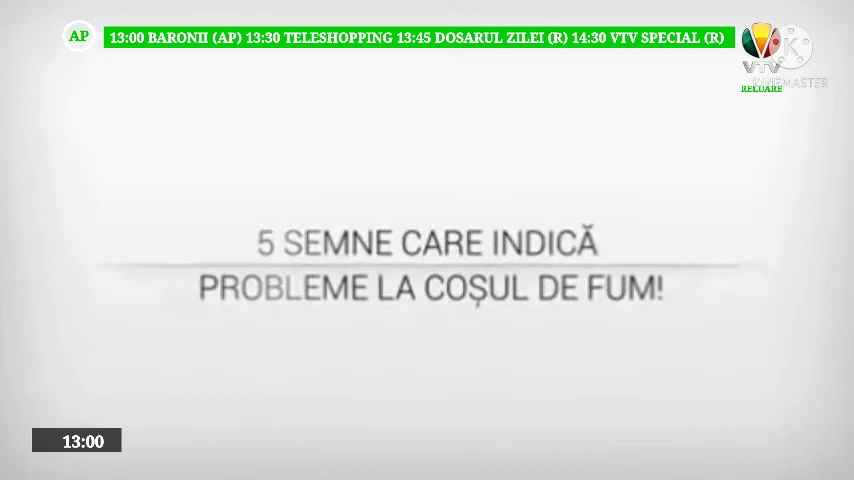 AP
13:00 BARONII (AP) 13:30 TELESHOPPING 13:45 DOSARUL ZILEI (R) 14:30 VTV SPECIAL (R)
K
VTV
KINEMASTER
RELUARE
5 SEMNE CARE INDICĂ
PROBLEME LA COȘUL DE FUM!
13:00